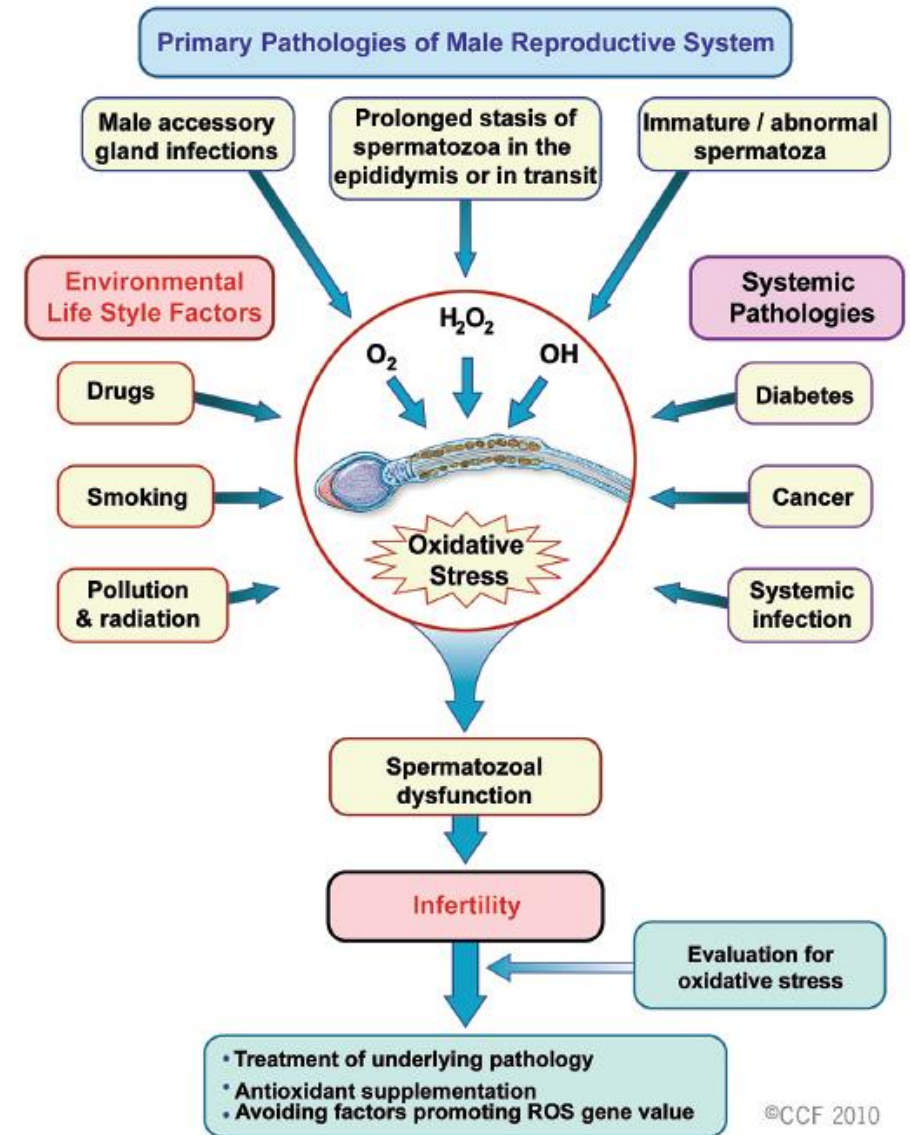 Primary Pathologies of Male Reproductive System
Male accessory
gland infections
Prolonged stasis of
spermatozoa in the
epididymis or in transit
Immature / abnormal
spermatoza
Environmental
Life Style Factors
Systemic
Pathologies
H₂O₂
O₂
OH
Drugs
Diabetes
Smoking
Cancer
Oxidative
Stress
Pollution
& radiation
Systemic
infection
Spermatozoal
dysfunction
Infertility
Evaluation for
oxidative stress
• Treatment of underlying pathology
• Antioxidant supplementation
• Avoiding factors promoting ROS gene value
©CCF 2010